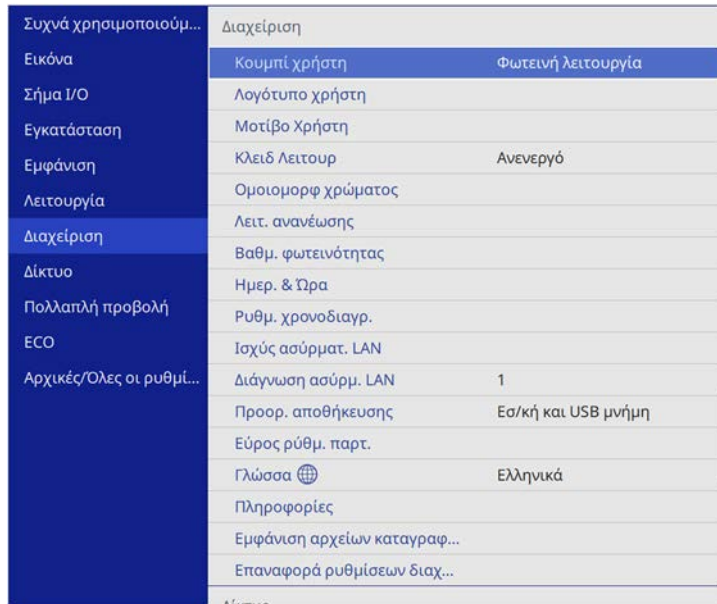 Συχνά χρησιμοποιούμ...
Εικόνα
Σήμα I/O
Εγκατάσταση
Εμφάνιση
Λειτουργία
Διαχείριση
Δίκτυο
Πολλαπλή προβολή
ECO
Αρχικές/Όλες οι ρυθμί...
Διαχείριση
Κουμπί χρήστη Φωτεινή λειτουργία
Λογότυπο χρήστη
Μοτίβο Χρήστη
Κλειδ Λειτουρ Ανενεργό
Ομοιομορφ χρώματος
Λειτ. ανανέωσης
Βαθμ. φωτεινότητας
Ημερ. & Ώρα
Ρυθμ. χρονοδιαγρ.
Ισχύς ασύρματ. LAN
Διάγνωση ασύρμ. LAN 1
Προορ. αποθήκευσης Εσ/κή και USB μνήμη
Εύρος ρύθμ. παρτ.
Γλώσσα Ελληνικά
Πληροφορίες
Εμφάνιση αρχείων καταγραφ...
Επαναφορά ρυθμίσεων διαχ...